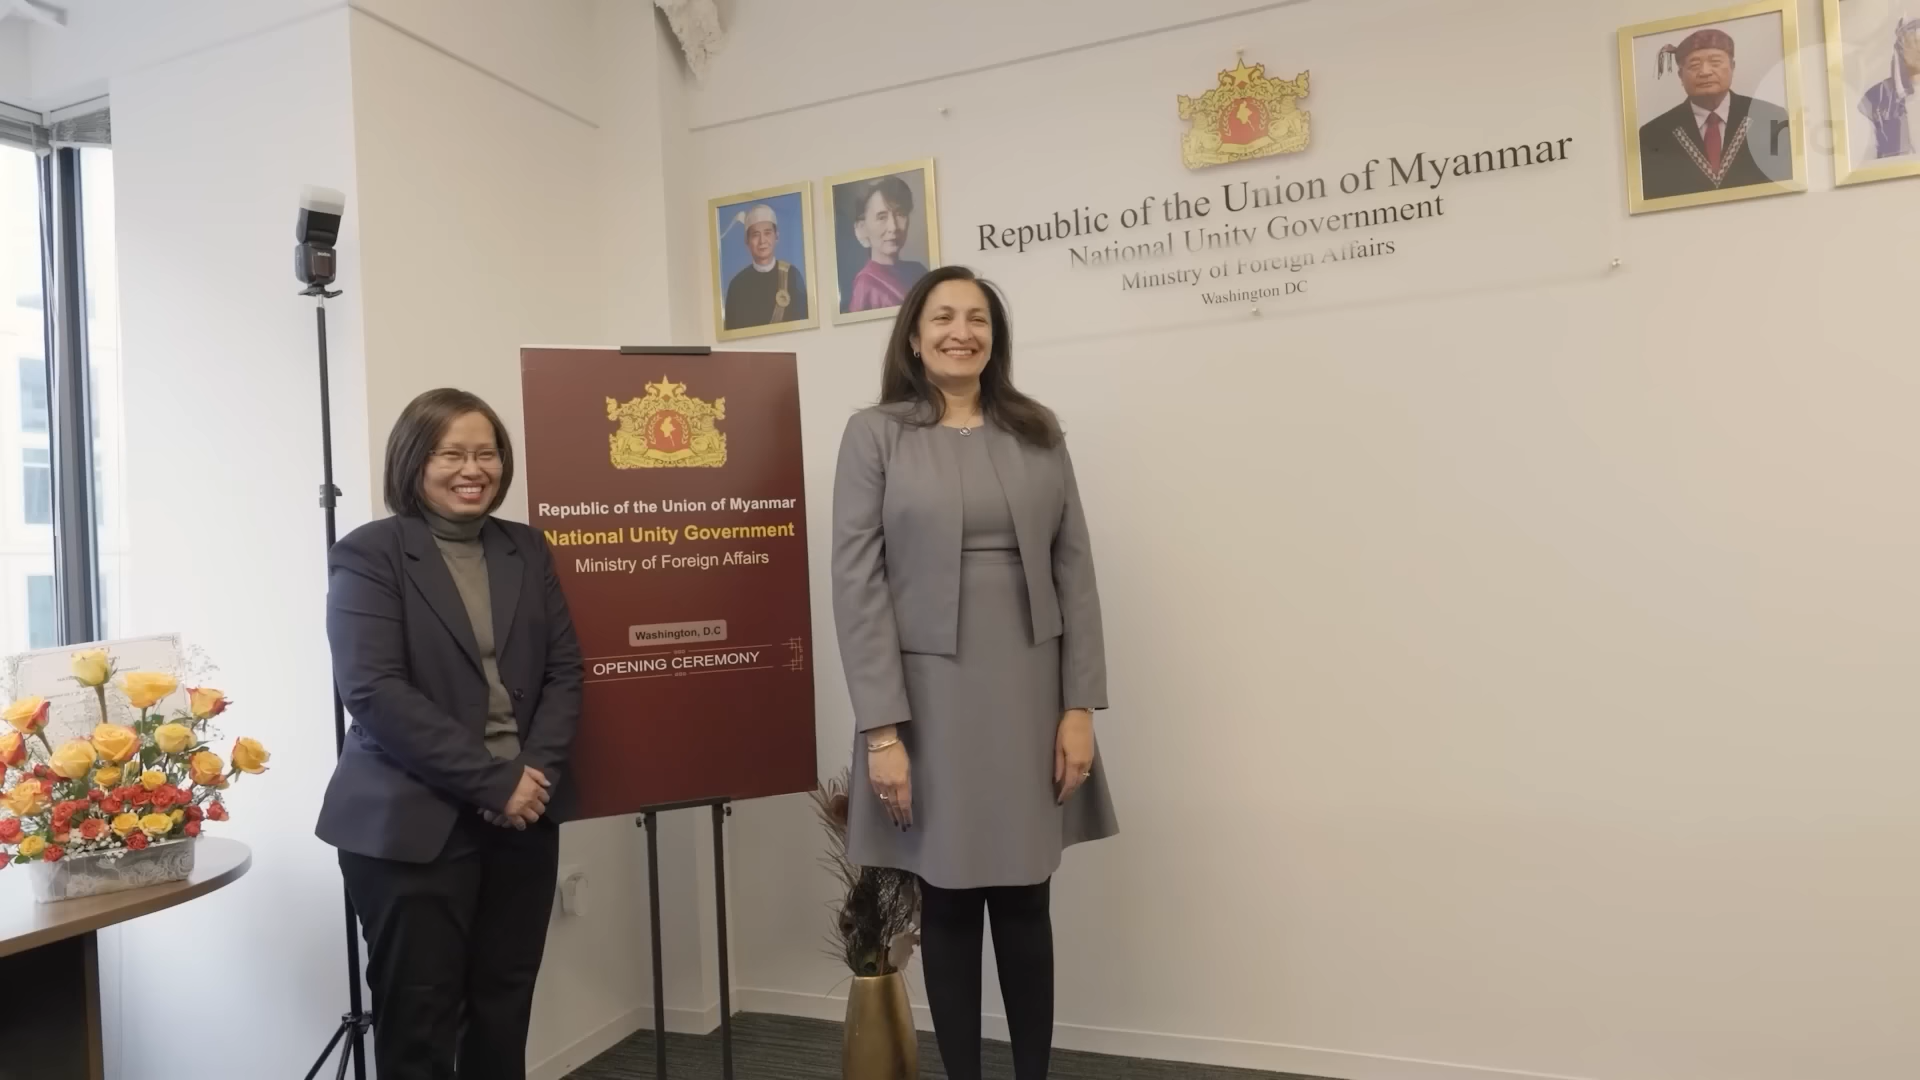 Republic of the Union of Myanmar
National Unity Government
Ministry of Foreign Affairs
Washington DC
rfa
Republic of the Union of Myanmar
National Unity Government
Ministry of Foreign Affairs
Washington, D.C
OPENING CEREMONY